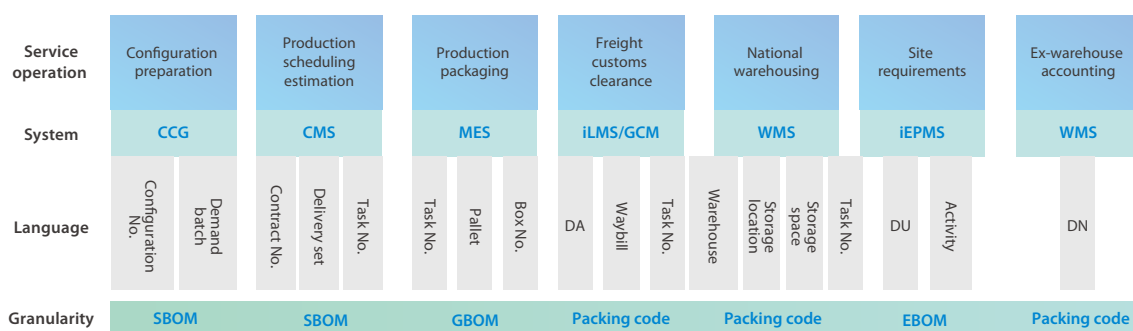 Service
operation
Configuration
preparation
Production
scheduling
estimation
Production
packaging
Freight
customs
clearance
National
warehousing
Site
requirements
Ex-warehouse
accounting
System
CCG
CMS
MES
iLMS/GCM
WMS
iEPMS
WMS
Language
Configuration
No.
Demand
batch
Contract No.
Delivery set
Task No.
Task No.
Pallet
Box No.
DA
Waybill
Task No.
Warehouse
Storage
location
Storage
space
Task No.
DU
Activity
DN
Granularity
SBOM
SBOM
GBOM
Packing code
Packing code
EBOM
Packing code